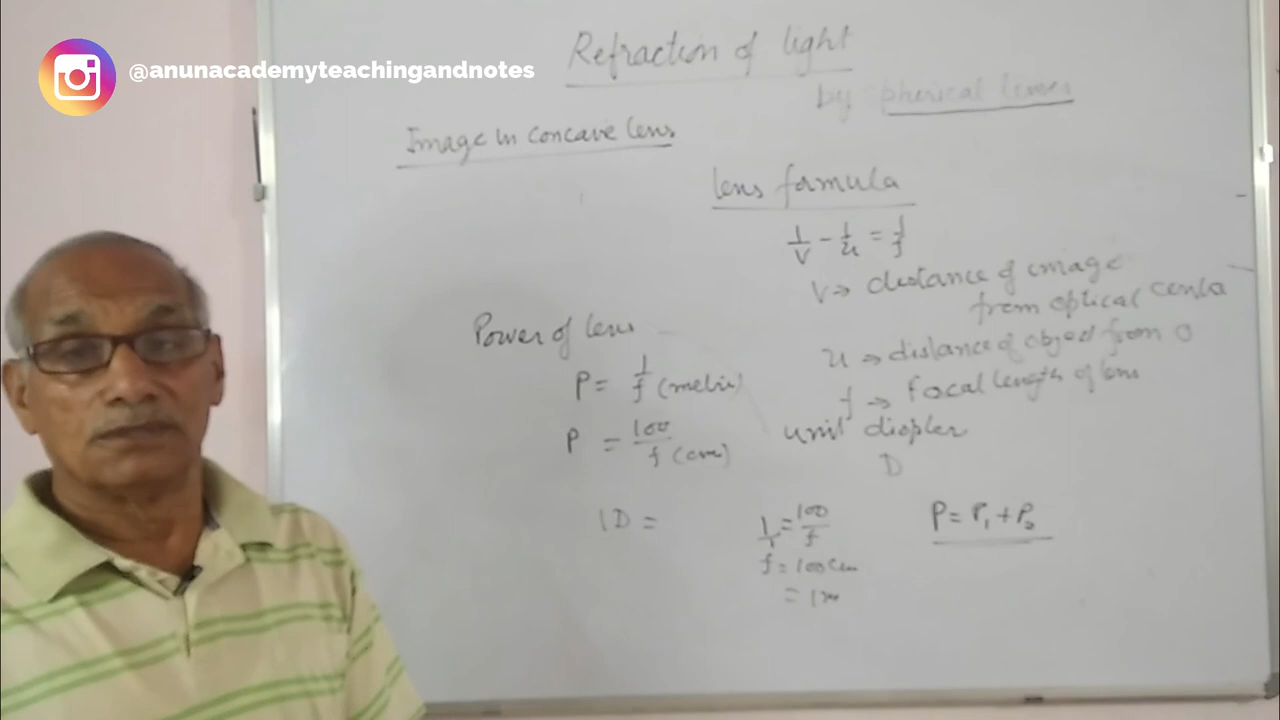 @anunacademyteachingandnotes
Refraction of light
by spherical lenses
Image in concave lens
lens formula
1/v - 1/u = 1/f
V → distance of image
from optical centa
u → distance of object from O
f → focal length of lens
Power of lens
P = 1/f (metre)
P = 100/f (cm)
unit diopter
D
1D =
1/1 = 100/f
f = 100 cm
= 1m
P = P₁ + P₂